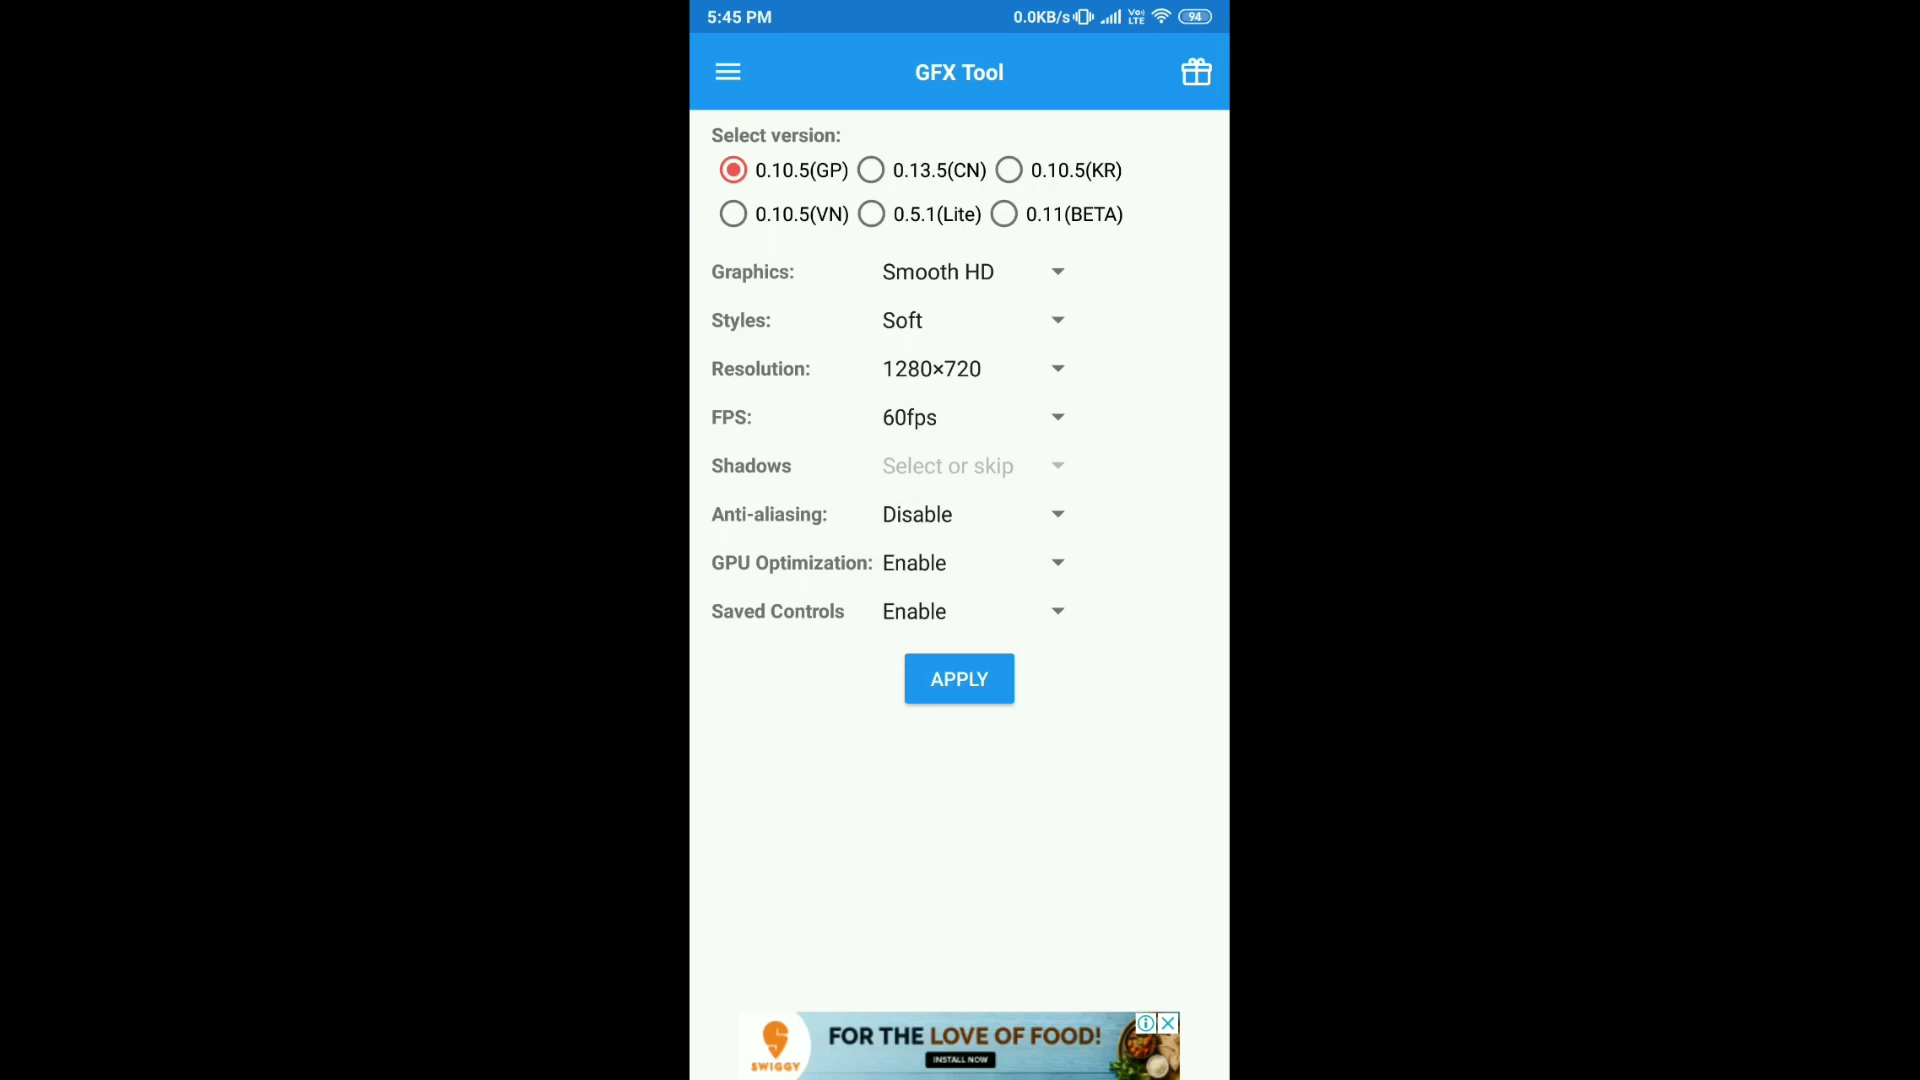 5:45 PM 0.0KB/s Vo) LTE 94
GFX Tool
Select version:
0.10.5(GP) 0.13.5(CN) 0.10.5(KR)
0.10.5(VN) 0.5.1(Lite) 0.11(BETA)
Graphics: Smooth HD
Styles: Soft
Resolution: 1280×720
FPS: 60fps
Shadows Select or skip
Anti-aliasing: Disable
GPU Optimization: Enable
Saved Controls Enable
APPLY
FOR THE LOVE OF FOOD!
INSTALL NOW
SWIGGY